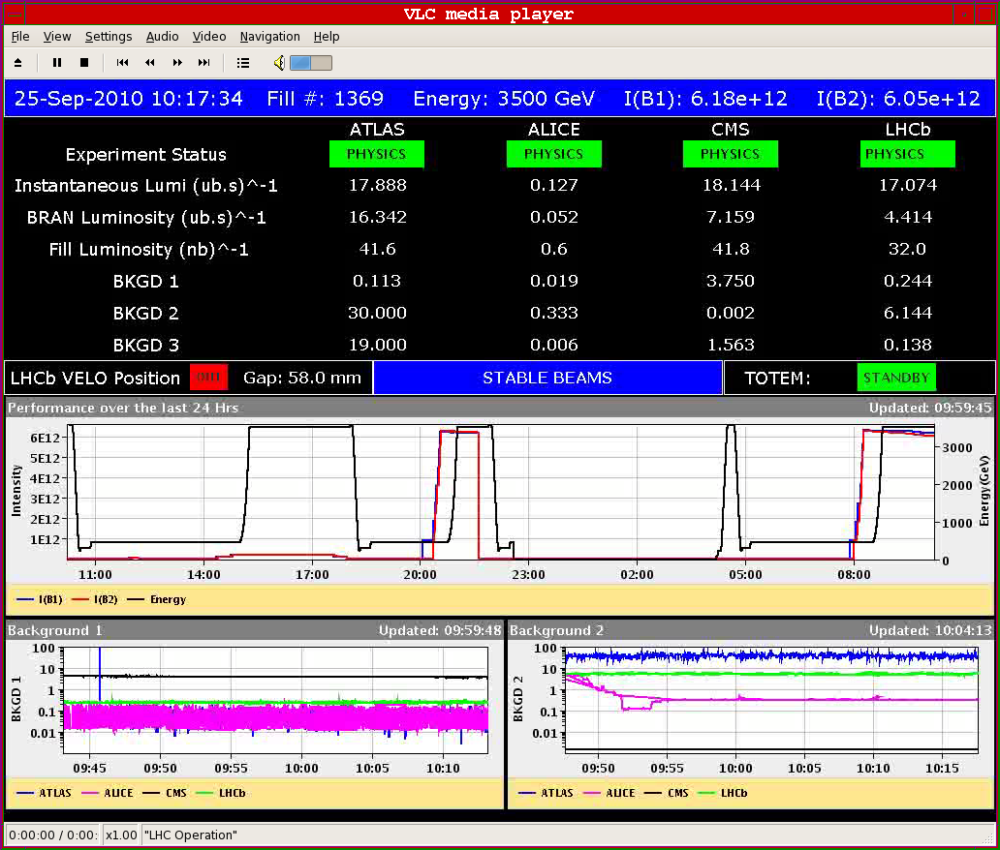 VLC media player
File View Settings Audio Video Navigation Help
25-Sep-2010 10:17:34 Fill #: 1369 Energy: 3500 GeV I(B1): 6.18e+12 I(B2): 6.05e+12
ATLAS ALICE CMS LHCb
Experiment Status PHYSICS PHYSICS PHYSICS PHYSICS
Instantaneous Lumi (ub.s)^-1 17.888 0.127 18.144 17.074
BRAN Luminosity (ub.s)^-1 16.342 0.052 7.159 4.414
Fill Luminosity (nb)^-1 41.6 0.6 41.8 32.0
BKGD 1 0.113 0.019 3.750 0.244
BKGD 2 30.000 0.333 0.002 6.144
BKGD 3 19.000 0.006 1.563 0.138
LHCb VELO Position OUT Gap: 58.0 mm STABLE BEAMS TOTEM: STANDBY
Performance over the last 24 Hrs Updated: 09:59:45
Intensity
6E12
5E12
4E12
3E12
2E12
1E12
3000
2000
1000
0
Energy(GeV)
11:00 14:00 17:00 20:00 23:00 02:00 05:00 08:00
I(B1) I(B2) Energy
Background 1 Updated: 09:59:48
BKGD 1
100
10
1
0.1
0.01
09:45 09:50 09:55 10:00 10:05 10:10
ATLAS ALICE CMS LHCb
Background 2 Updated: 10:04:13
BKGD 2
100
10
1
0.1
0.01
09:50 09:55 10:00 10:05 10:10 10:15
ATLAS ALICE CMS LHCb
0:00:00 / 0:00: x1.00 "LHC Operation"